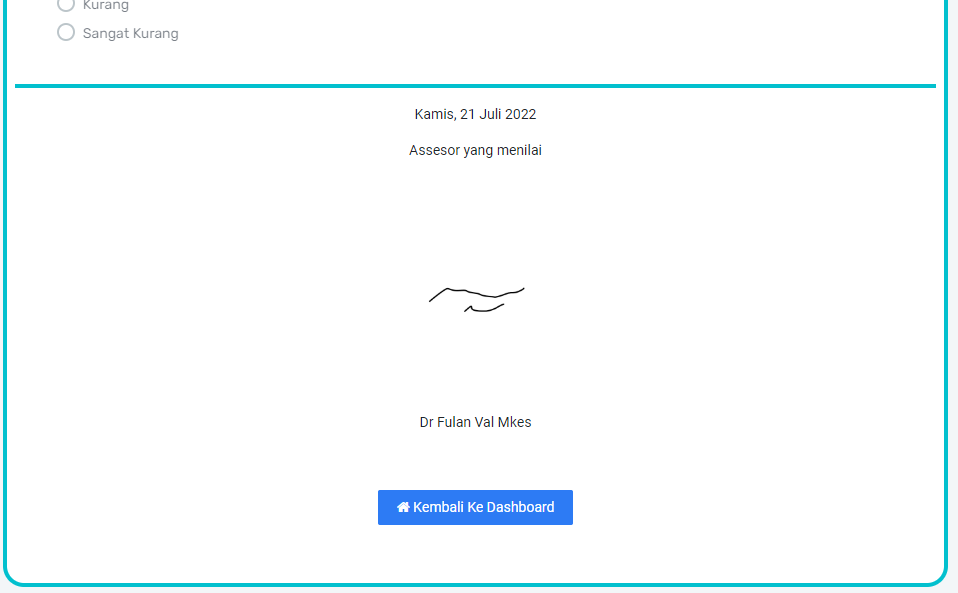 Kurang
Sangat Kurang
Kamis, 21 Juli 2022
Assesor yang menilai
Dr Fulan Val Mkes
Kembali Ke Dashboard